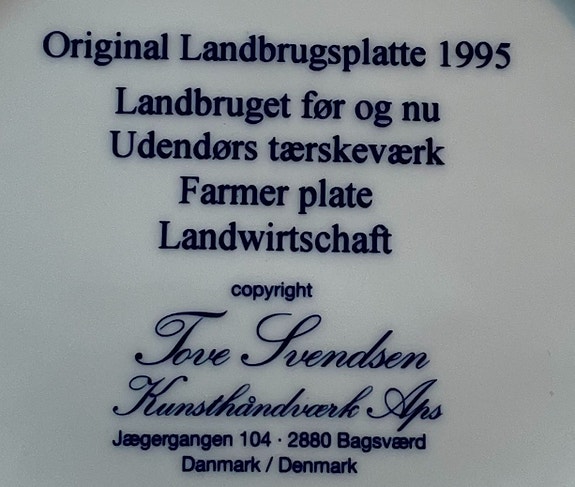 Original Landbrugsplatte 1995
Landbruget før og nu
Udendørs tærskeværk
Farmer plate
Landwirtschaft
copyright
Tove Svendsen
Kunsthåndværk Aps
Jægergangen 104 · 2880 Bagsværd
Danmark / Denmark